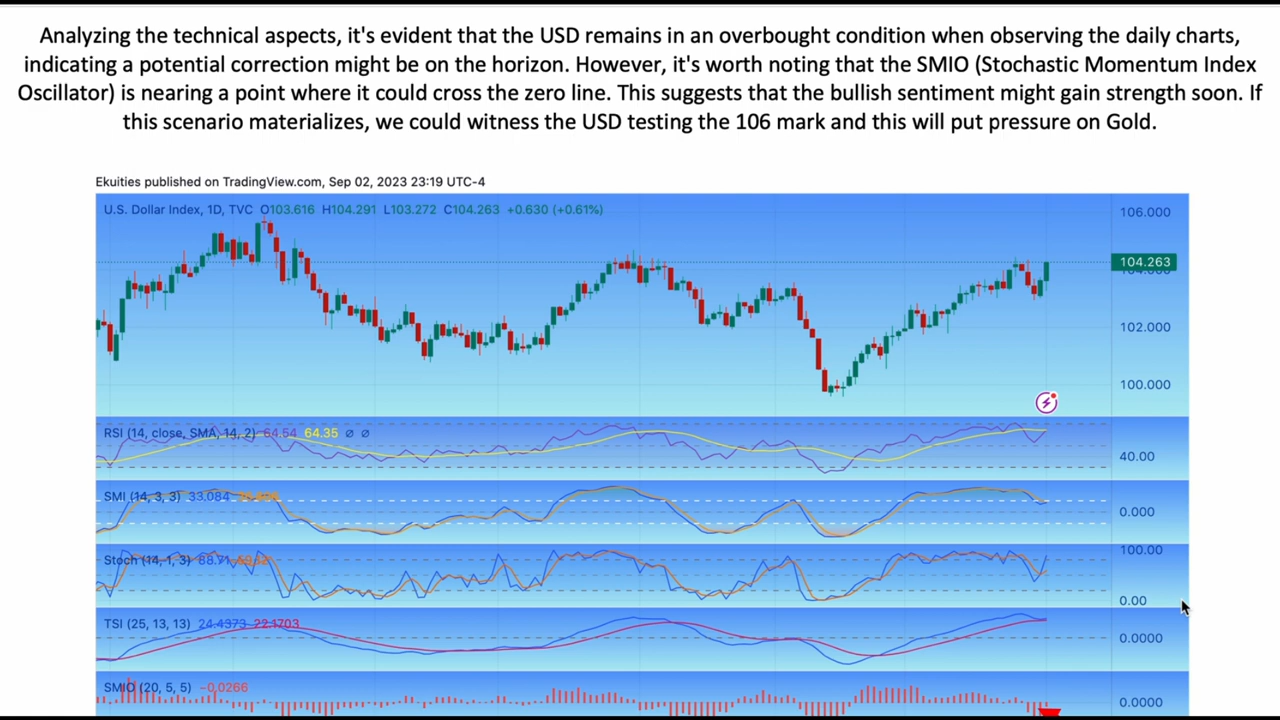 Analyzing the technical aspects, it's evident that the USD remains in an overbought condition when observing the daily charts,
indicating a potential correction might be on the horizon. However, it's worth noting that the SMIO (Stochastic Momentum Index
Oscillator) is nearing a point where it could cross the zero line. This suggests that the bullish sentiment might gain strength soon. If
this scenario materializes, we could witness the USD testing the 106 mark and this will put pressure on Gold.
Ekuities published on TradingView.com, Sep 02, 2023 23:19 UTC-4
U.S. Dollar Index, 1D, TVC O103.616 H104.291 L103.272 C104.263 +0.630 (+0.61%)
106.000
104.263
102.000
100.000
RSI (14, close, SMA, 14, 2) 64.54 64.35 ∅ ∅
40.00
SMI (14, 3, 3) 33.084
0.000
100.00
Stoch (14, 1, 3) 88.71
0.00
TSI (25, 13, 13) 24.4373 22.1703
0.0000
SMIO (20, 5, 5) −0.0266
0.0000